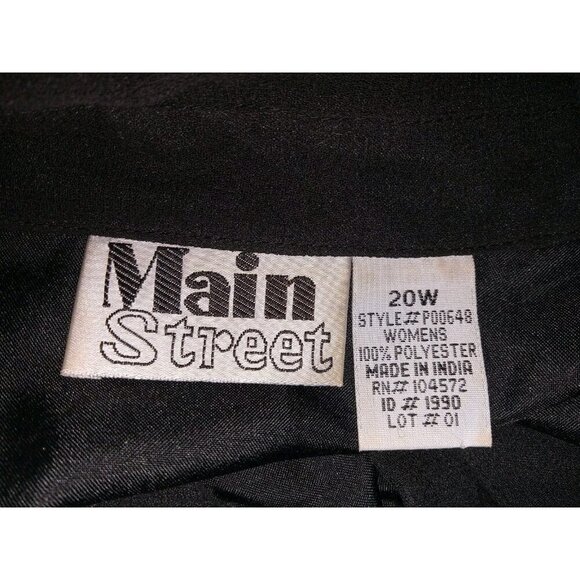 Main
Street
20W
STYLE# P00648
WOMENS
100% POLYESTER
MADE IN INDIA
RN# 104572
ID # 1990
LOT # 01